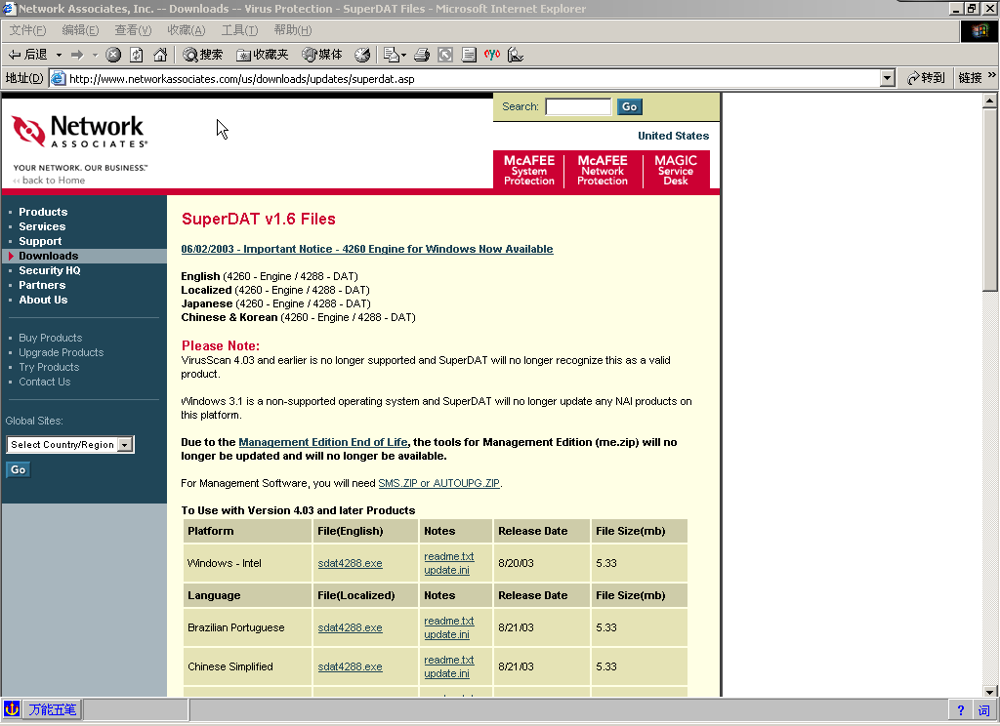 Network Associates, Inc. -- Downloads -- Virus Protection - SuperDAT Files - Microsoft Internet Explorer
文件(F) 编辑(E) 查看(V) 收藏(A) 工具(T) 帮助(H)
后退 搜索 收藏夹 媒体
地址(D) http://www.networkassociates.com/us/downloads/updates/superdat.asp 转到 链接 »
Search: Go
Network
ASSOCIATES®
United States
YOUR NETWORK. OUR BUSINESS.™
‹‹ back to Home
McAFEE
System
Protection
McAFEE
Network
Protection
MAGIC
Service
Desk
Products
Services
Support
Downloads
Security HQ
Partners
About Us
Buy Products
Upgrade Products
Try Products
Contact Us
Global Sites:
Select Country/Region
Go
SuperDAT v1.6 Files
06/02/2003 - Important Notice - 4260 Engine for Windows Now Available
English (4260 - Engine / 4288 - DAT)
Localized (4260 - Engine / 4288 - DAT)
Japanese (4260 - Engine / 4288 - DAT)
Chinese & Korean (4260 - Engine / 4288 - DAT)
Please Note:
VirusScan 4.03 and earlier is no longer supported and SuperDAT will no longer recognize this as a valid
product.
Windows 3.1 is a non-supported operating system and SuperDAT will no longer update any NAI products on
this platform.
Due to the Management Edition End of Life, the tools for Management Edition (me.zip) will no
longer be updated and will no longer be available.
For Management Software, you will need SMS.ZIP or AUTOUPG.ZIP.
To Use with Version 4.03 and later Products
Platform File(English) Notes Release Date File Size(mb)
Windows - Intel sdat4288.exe readme.txt 8/20/03 5.33
update.ini
Language File(Localized) Notes Release Date File Size(mb)
Brazilian Portuguese sdat4288.exe readme.txt 8/21/03 5.33
update.ini
Chinese Simplified sdat4288.exe readme.txt 8/21/03 5.33
update.ini
万能五笔 ? 词